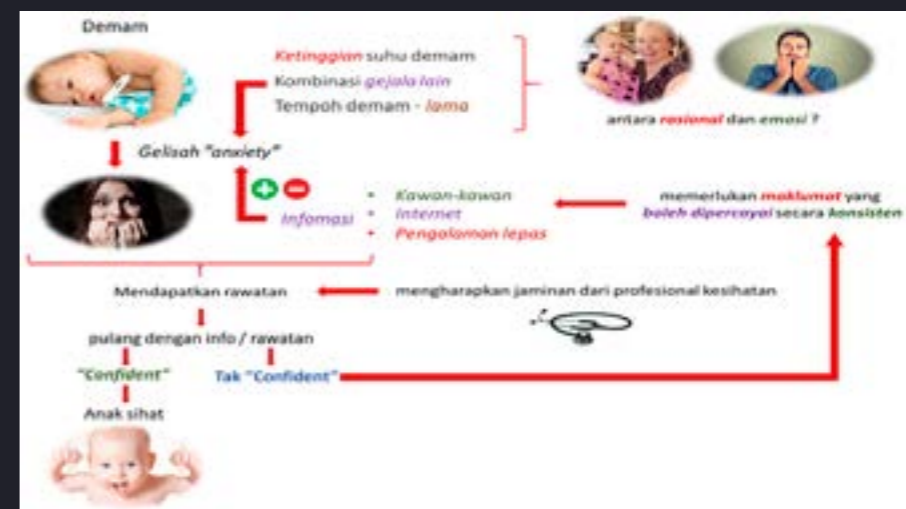 Demam
Ketinggian suhu demam
Kombinasi gejala lain
Tempoh demam - lama
antara rasional dan emosi ?
Gelisah "anxiety"
Infomasi
• Kawan-kawan
• Internet
• Pengalaman lepas
memerlukan maklumat yang
boleh dipercayai secara konsisten
Mendapatkan rawatan
mengharapkan jaminan dari profesional kesihatan
pulang dengan info / rawatan
"Confident"
Tak "Confident"
Anak sihat